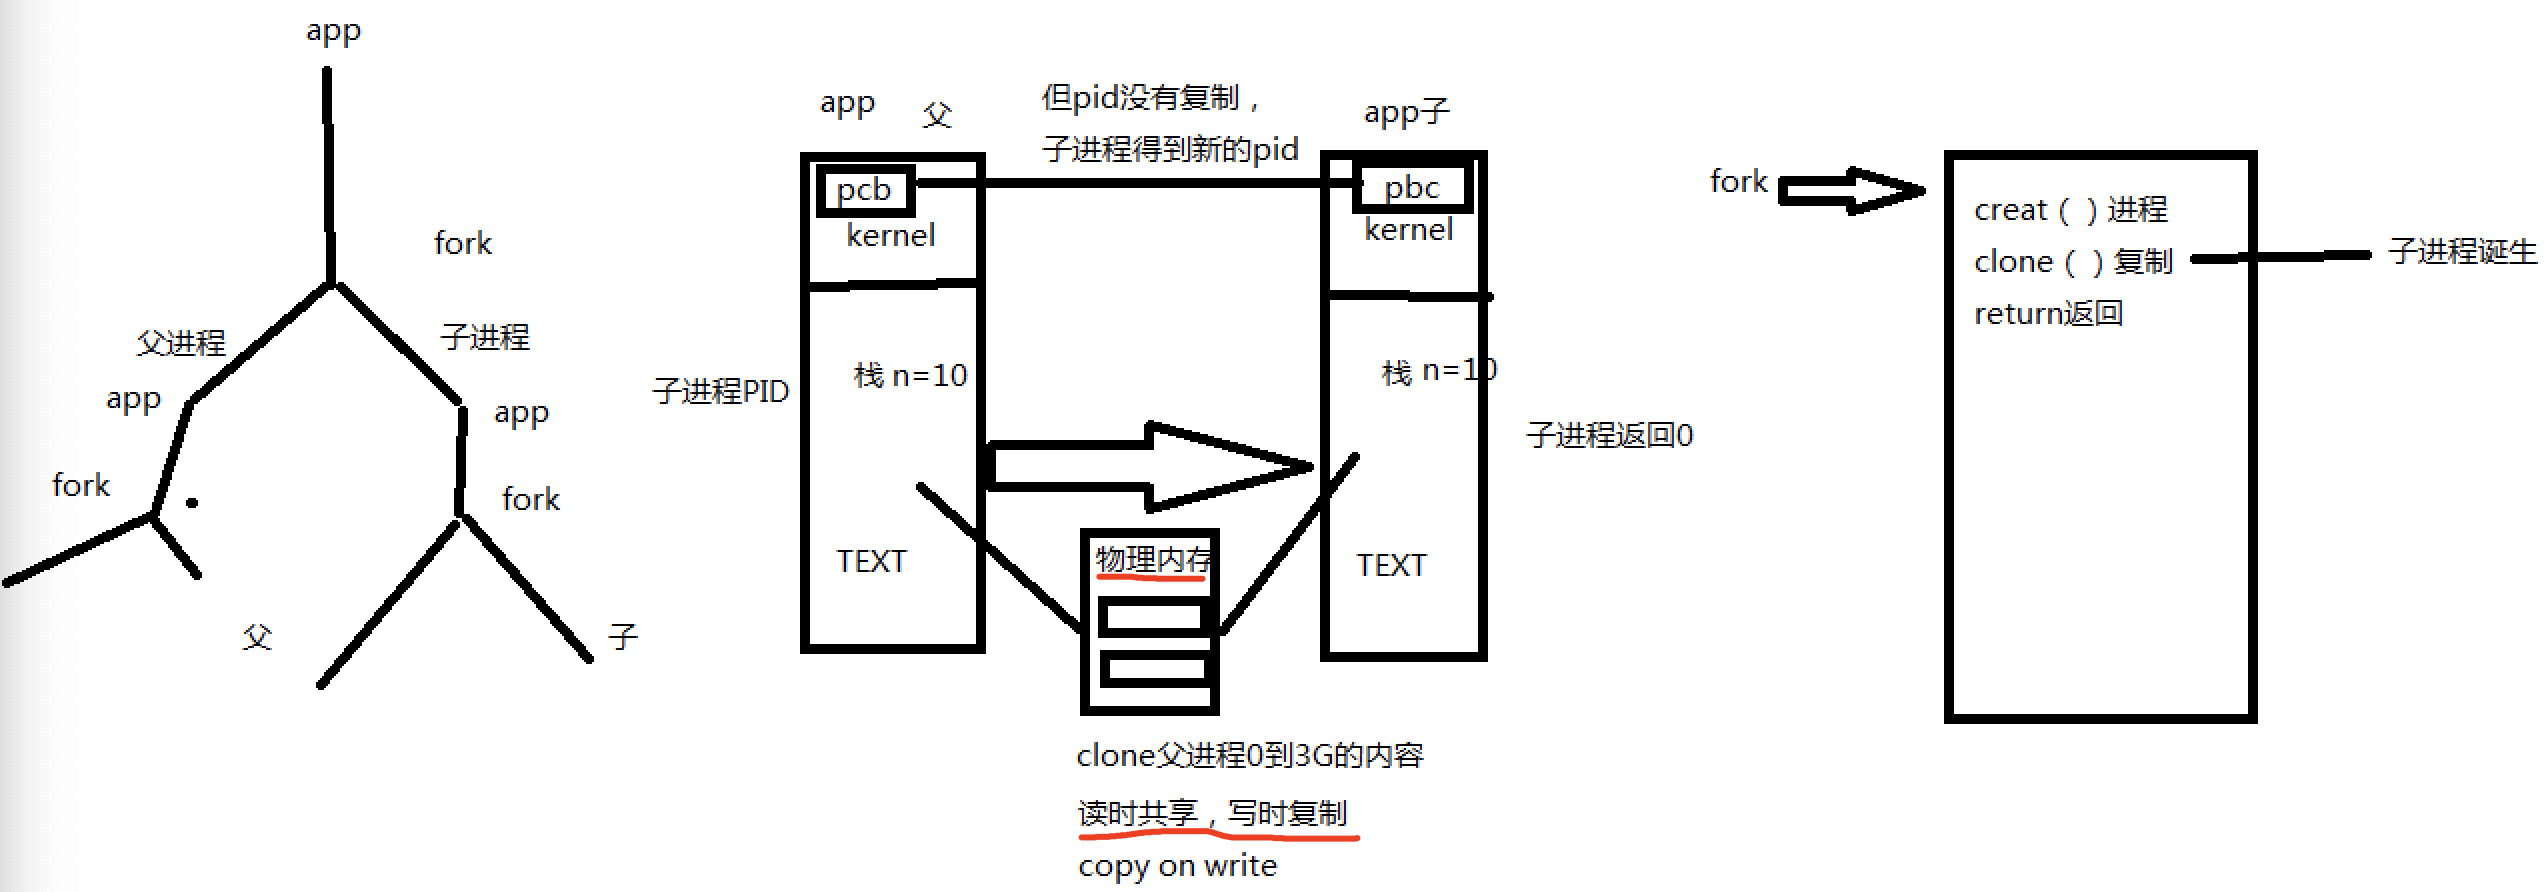 app
fork
父进程
子进程
app
app
fork
fork
父
子
app
父
但pid没有复制，
子进程得到新的pid
app子
pcb
kernel
pbc
kernel
子进程PID
栈 n=10
栈 n=10
子进程返回0
TEXT
物理内存
TEXT
clone父进程0到3G的内容
读时共享，写时复制
copy on write
fork
creat（ ）进程
clone（ ）复制
return返回
子进程诞生